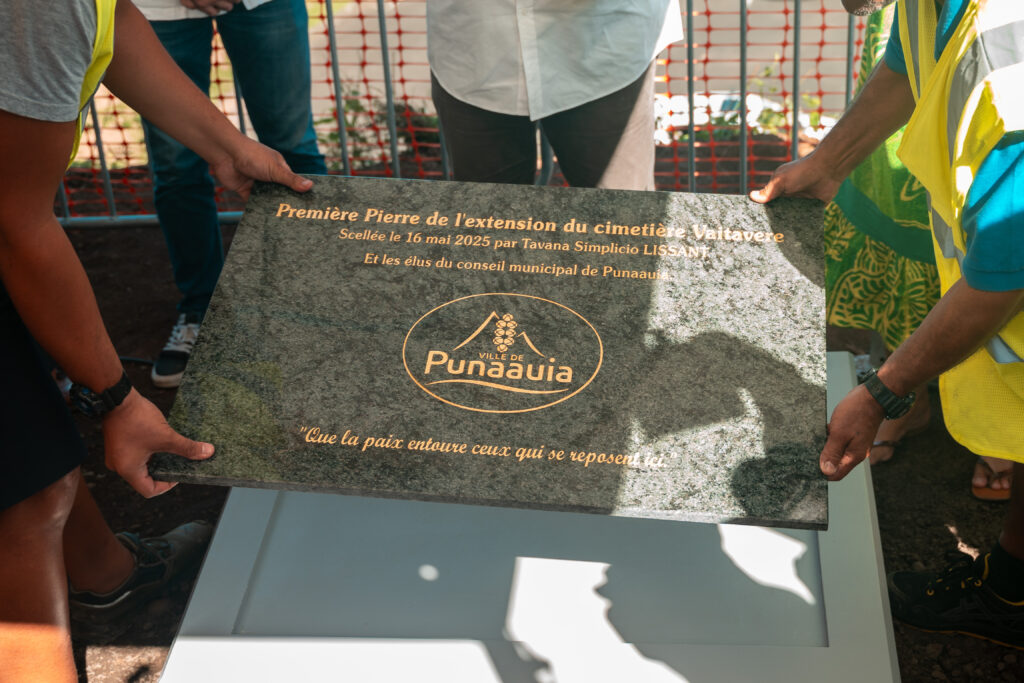 Première Pierre de l'extension du cimetière Vaitavere
Scellée le 16 mai 2025 par Tavana Simplicio LISSANT
Et les élus du conseil municipal de Punaauia
VILLE DE
Punaauia
"Que la paix entoure ceux qui se reposent ici."